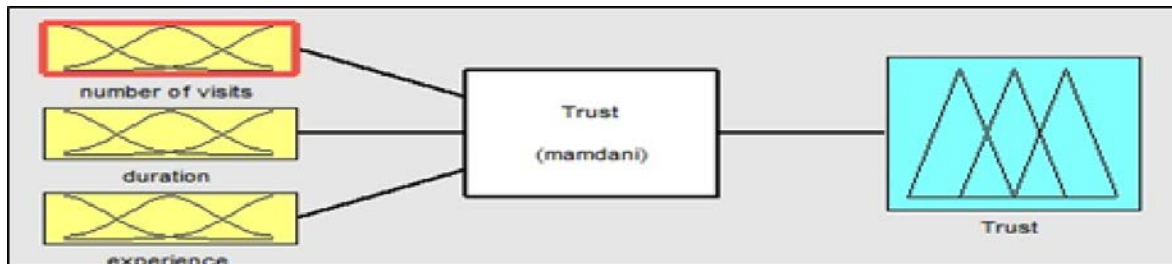 number of visits
duration
experience
Trust
(mamdani)
Trust